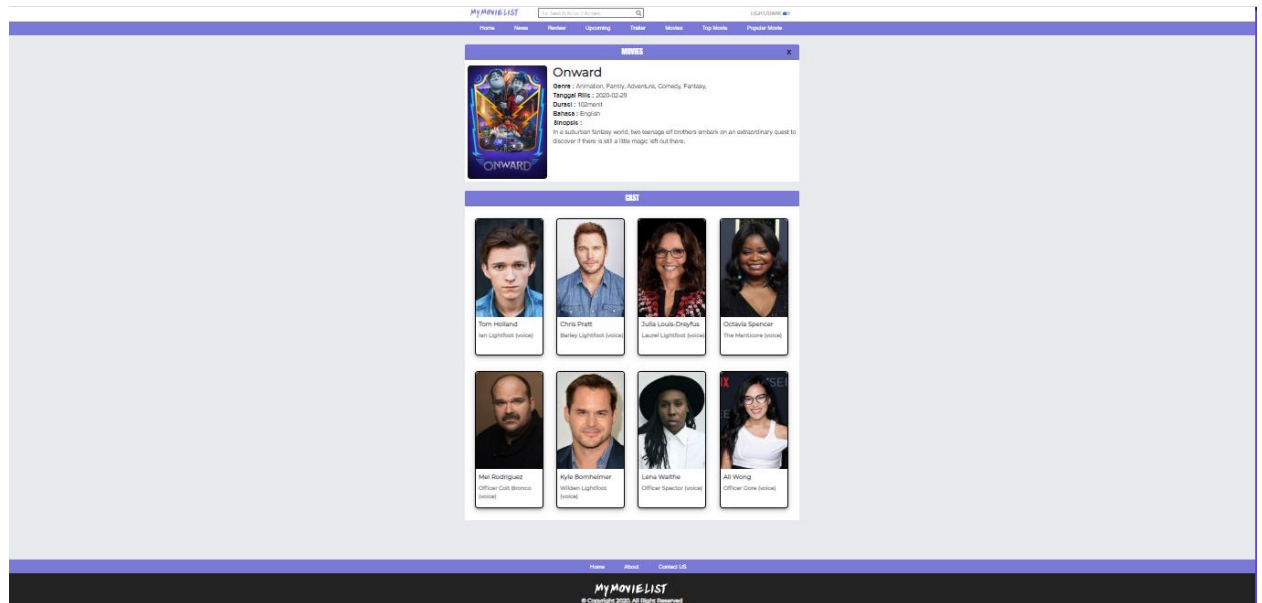 MYMOVIELIST
LIGHT/DARK
Home News Review Upcoming Trailer Movies Top Movie Popular Movie
MOVIES X
Onward
Genre : Animation, Family, Adventure, Comedy, Fantasy,
Tanggal Rilis : 2020-02-29
Durasi : 102menit
Bahasa : English
Sinopsis :
In a suburban fantasy world, two teenage elf brothers embark on an extraordinary quest to
discover if there is still a little magic left out there.
ONWARD
CAST
Tom Holland
Ian Lightfoot (voice)
Chris Pratt
Barley Lightfoot (voice)
Julia Louis-Dreyfus
Laurel Lightfoot (voice)
Octavia Spencer
The Manticore (voice)
Mel Rodriguez
Officer Colt Bronco
(voice)
Kyle Bornheimer
Wilden Lightfoot
(voice)
Lena Waithe
Officer Spector (voice)
Ali Wong
Officer Gore (voice)
Home About Contact US
MYMOVIELIST
© Copyright 2020. All Right Reserved